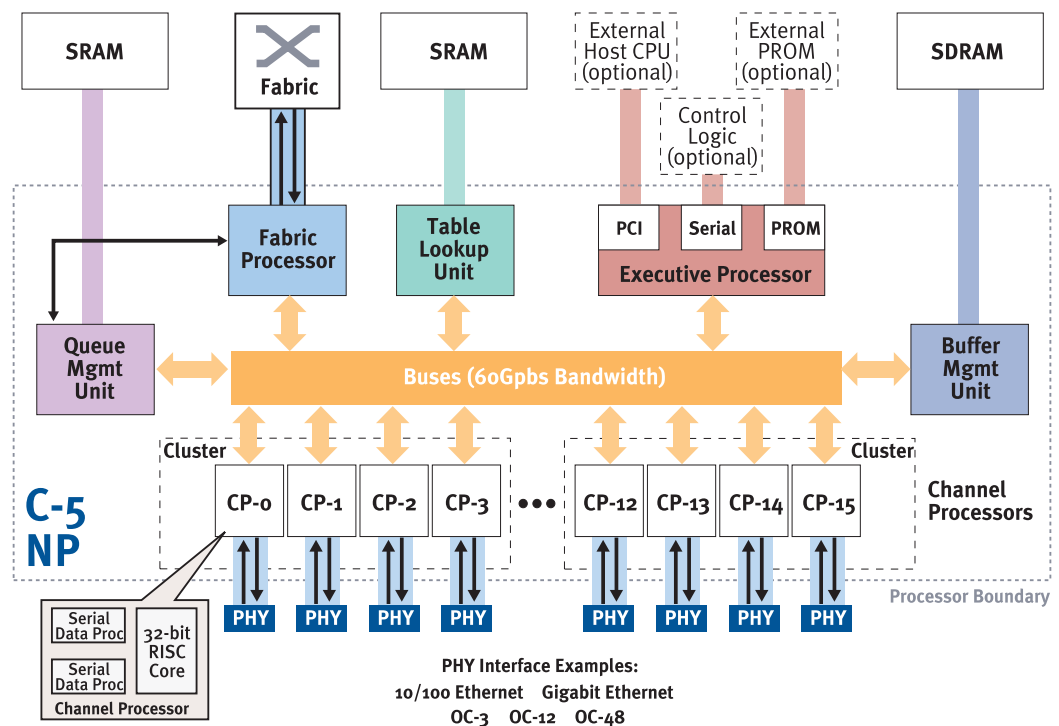 SRAM
Fabric
SRAM
External
Host CPU
(optional)
External
PROM
(optional)
SDRAM
Control
Logic
(optional)
Fabric
Processor
Table
Lookup
Unit
PCI
Serial
PROM
Executive Processor
Queue
Mgmt
Unit
Buses (60Gpbs Bandwidth)
Buffer
Mgmt
Unit
Cluster
Cluster
CP-0
CP-1
CP-2
CP-3
•••
CP-12
CP-13
CP-14
CP-15
Channel
Processors
C-5
NP
Processor Boundary
PHY
PHY
PHY
PHY
PHY
PHY
PHY
PHY
Serial
Data Proc
Serial
Data Proc
32-bit
RISC
Core
Channel Processor
PHY Interface Examples:
10/100 Ethernet Gigabit Ethernet
OC-3 OC-12 OC-48